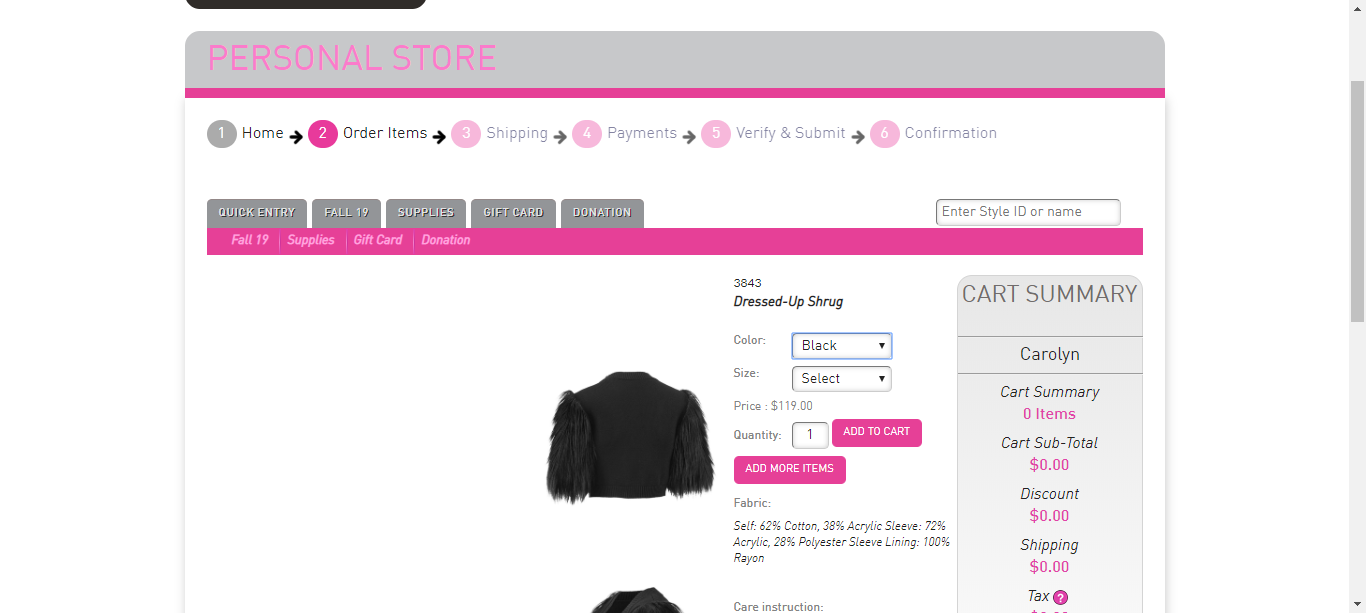 PERSONAL STORE
1 Home 2 Order Items 3 Shipping 4 Payments 5 Verify & Submit 6 Confirmation
QUICK ENTRY FALL 19 SUPPLIES GIFT CARD DONATION
Enter Style ID or name
Fall 19 Supplies Gift Card Donation
3843
Dressed-Up Shrug
Color: Black
Size: Select
Price : $119.00
Quantity: 1 ADD TO CART
ADD MORE ITEMS
Fabric:
Self: 62% Cotton, 38% Acrylic Sleeve: 72%
Acrylic, 28% Polyester Sleeve Lining: 100%
Rayon
Care instruction:
CART SUMMARY
Carolyn
Cart Summary
0 Items
Cart Sub-Total
$0.00
Discount
$0.00
Shipping
$0.00
Tax ?